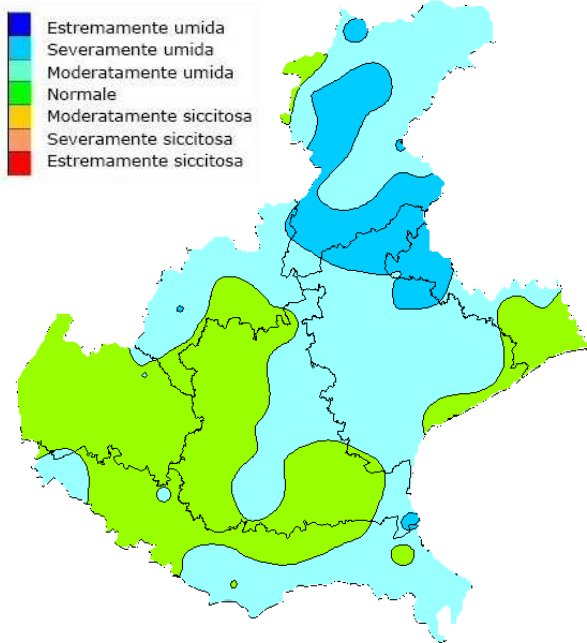 Estremamente umida
Severamente umida
Moderatamente umida
Normale
Moderatamente siccitosa
Severamente siccitosa
Estremamente siccitosa